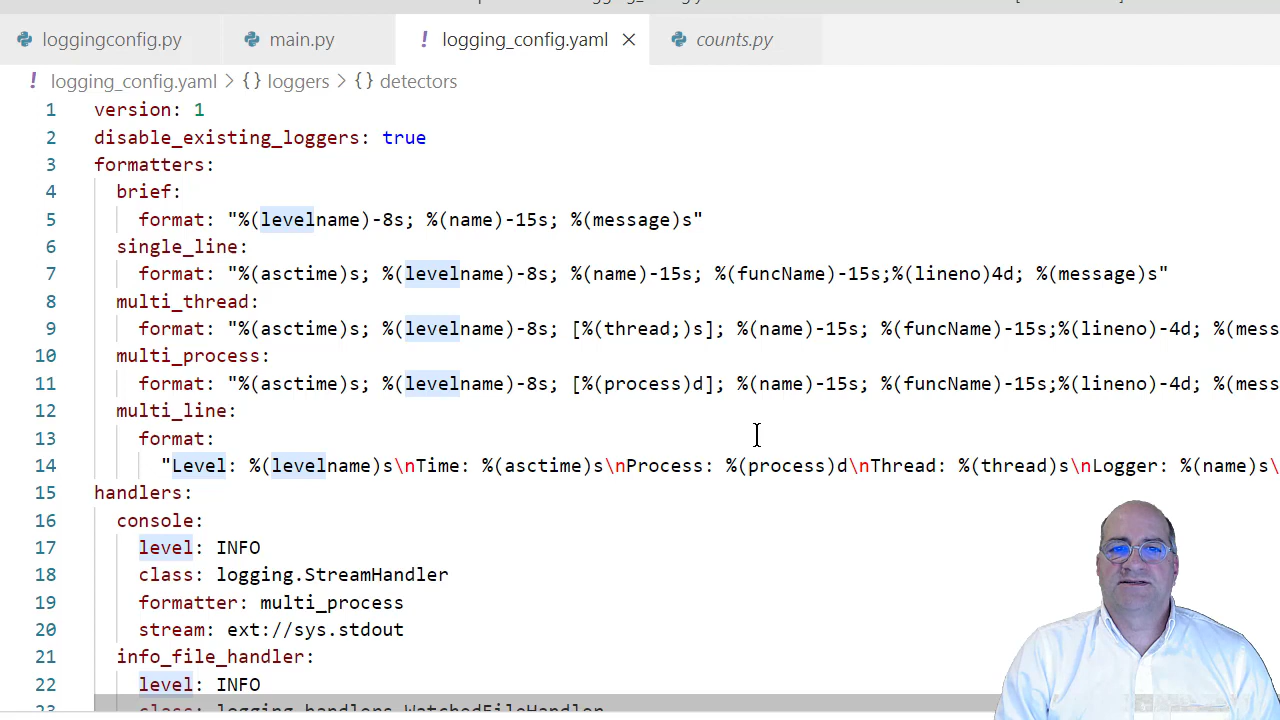 loggingconfig.py
main.py
! logging_config.yaml ×
counts.py
! logging_config.yaml > {} loggers > {} detectors
1 version: 1
2 disable_existing_loggers: true
3 formatters:
4 brief:
5 format: "%(levelname)-8s; %(name)-15s; %(message)s"
6 single_line:
7 format: "%(asctime)s; %(levelname)-8s; %(name)-15s; %(funcName)-15s;%(lineno)4d; %(message)s"
8 multi_thread:
9 format: "%(asctime)s; %(levelname)-8s; [%(thread;)s]; %(name)-15s; %(funcName)-15s;%(lineno)-4d; %(mess
10 multi_process:
11 format: "%(asctime)s; %(levelname)-8s; [%(process)d]; %(name)-15s; %(funcName)-15s;%(lineno)-4d; %(mess
12 multi_line:
13 format:
14 "Level: %(levelname)s\nTime: %(asctime)s\nProcess: %(process)d\nThread: %(thread)s\nLogger: %(name)s\
15 handlers:
16 console:
17 level: INFO
18 class: logging.StreamHandler
19 formatter: multi_process
20 stream: ext://sys.stdout
21 info_file_handler:
22 level: INFO
23 class: logging.handlers.WatchedFileHandler